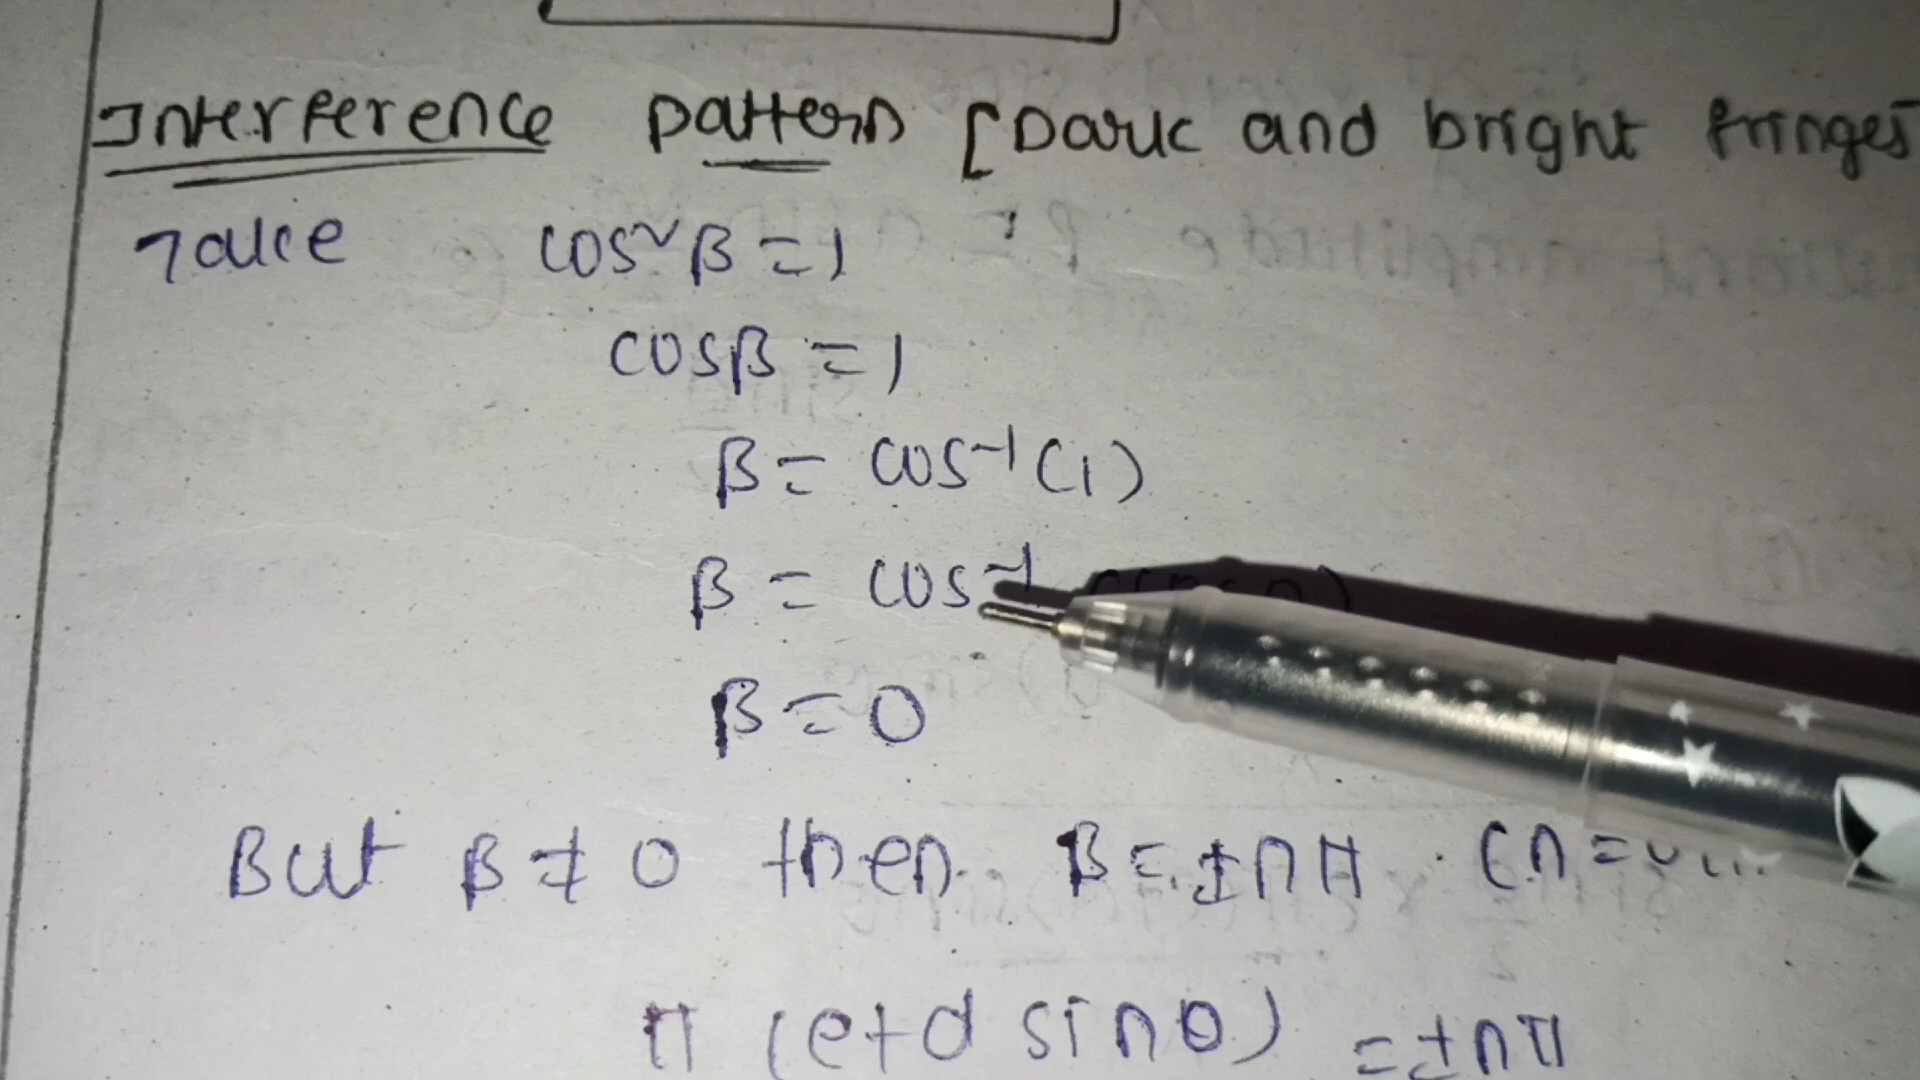 Interference pattern [Dark and bright fringes
Take cos²β = 1
cosβ = 1
β = cos⁻¹(1)
β = cos⁻¹
β = 0
But β ≠ 0 then β = ±nπ (n =
π (e+d sinθ) = ±nπ